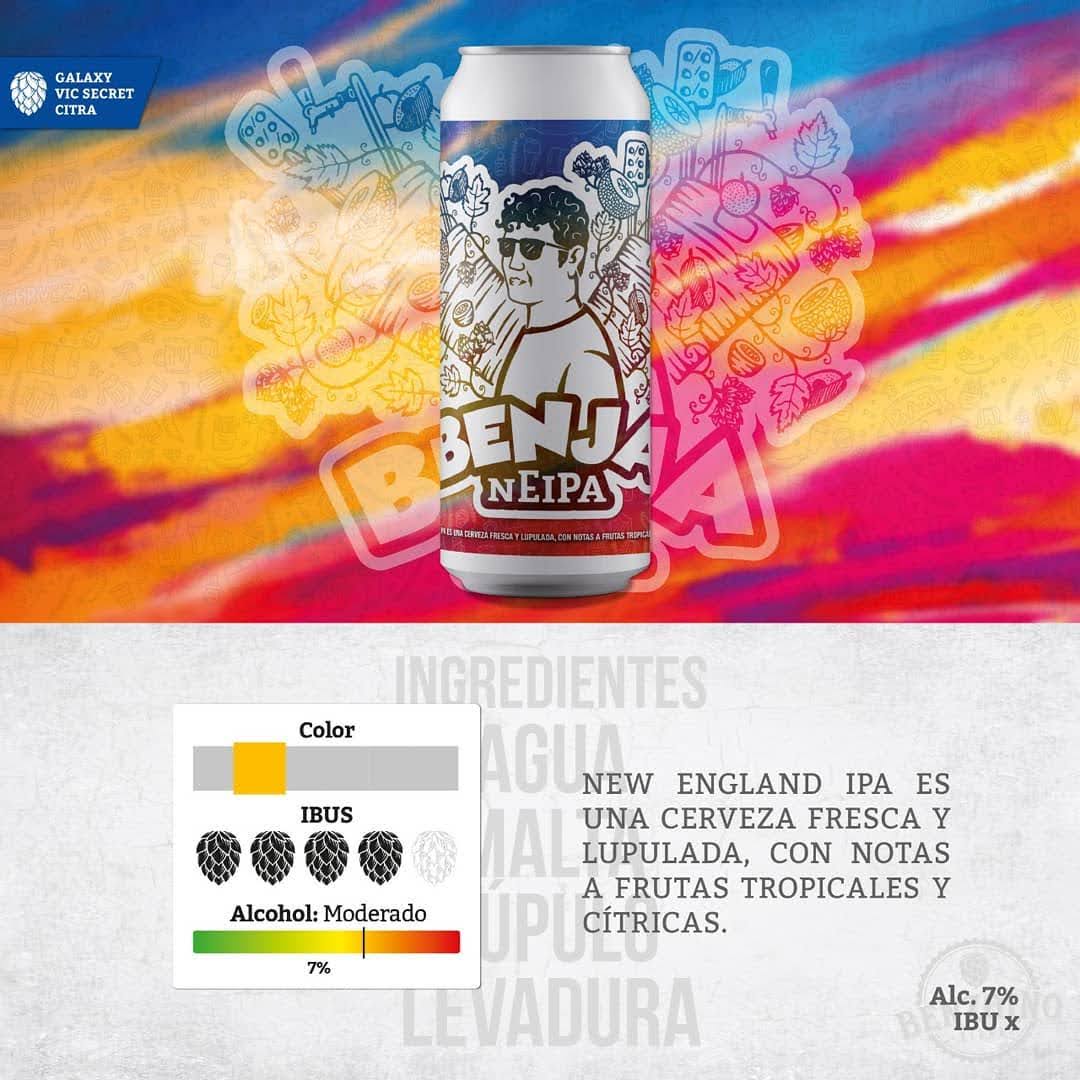 GALAXY
VIC SECRET
CITRA
BENJA
NEIPA
ES UNA CERVEZA FRESCA Y LUPULADA, CON NOTAS A FRUTAS
BENJA
INGREDIENTES
AGUA
MALTA
LÚPULO
LEVADURA
Color
IBUS
Alcohol: Moderado
7%
NEW ENGLAND IPA ES
UNA CERVEZA FRESCA Y
LUPULADA, CON NOTAS
A FRUTAS TROPICALES Y
CÍTRICAS.
Alc. 7%
IBU x